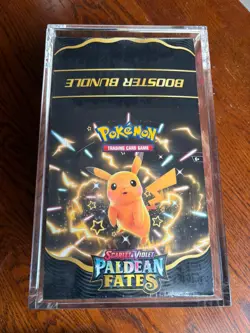 BOOSTER BUNDLE
POKéMON
TRADING CARD GAME
SCARLET & VIOLET
PALDEAN
FATES